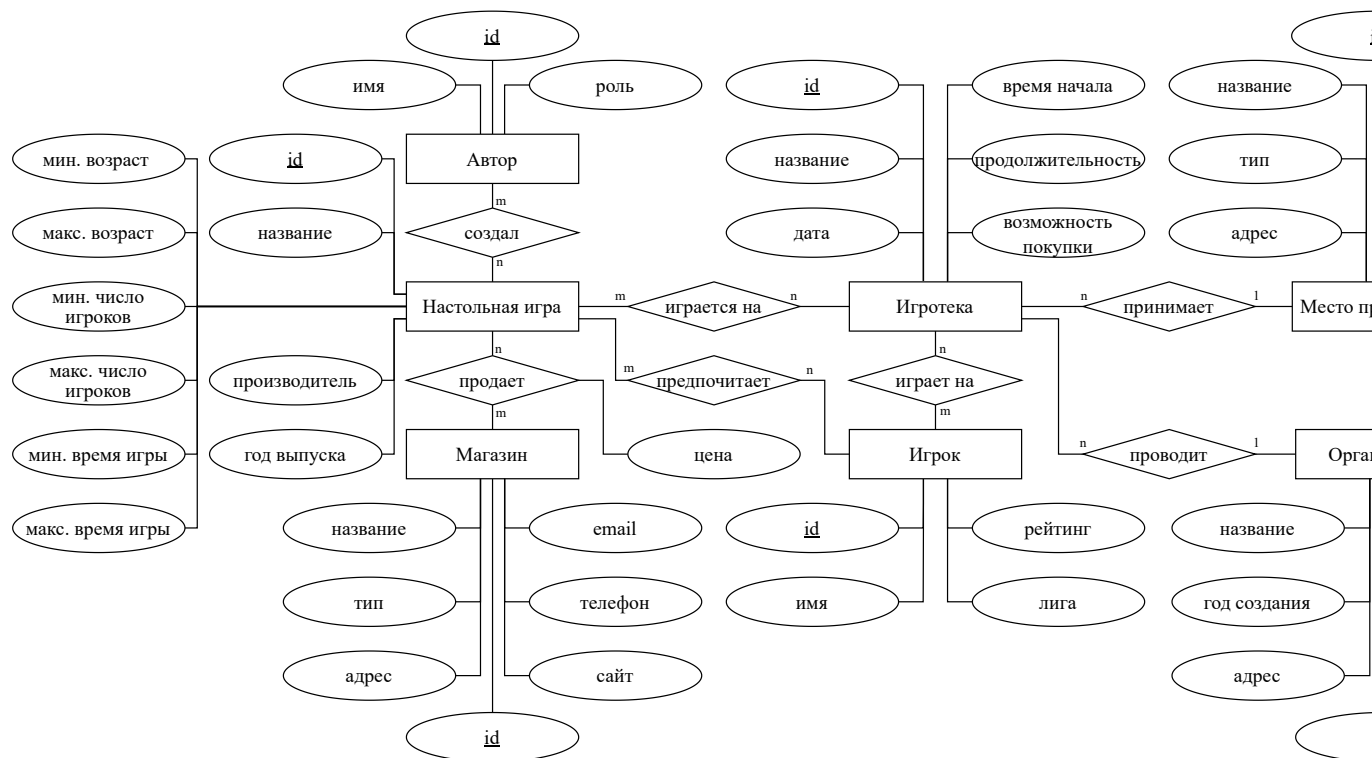 id
имя
роль
id
время начала
название
мин. возраст
id
Автор
название
продолжительность
тип
m
макс. возраст
название
создал
дата
возможность
покупки
адрес
n
мин. число
игроков
Настольная игра
m
играется на
n
Игротека
n
принимает
l
Место
n
m
n
n
макс. число
игроков
производитель
продает
предпочитает
играет на
m
m
мин. время игры
год выпуска
Магазин
цена
Игрок
n
проводит
l
макс. время игры
название
email
id
рейтинг
название
тип
телефон
имя
лига
год создания
адрес
сайт
адрес
id